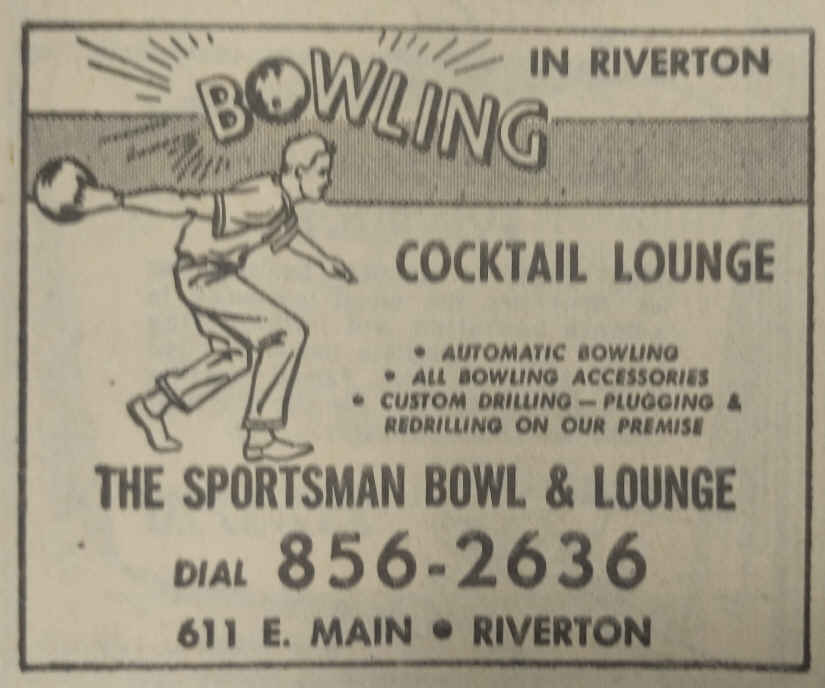 IN RIVERTON
BOWLING
COCKTAIL LOUNGE
• AUTOMATIC BOWLING
• ALL BOWLING ACCESSORIES
• CUSTOM DRILLING — PLUGGING &
REDRILLING ON OUR PREMISE
THE SPORTSMAN BOWL & LOUNGE
DIAL 856-2636
611 E. MAIN • RIVERTON